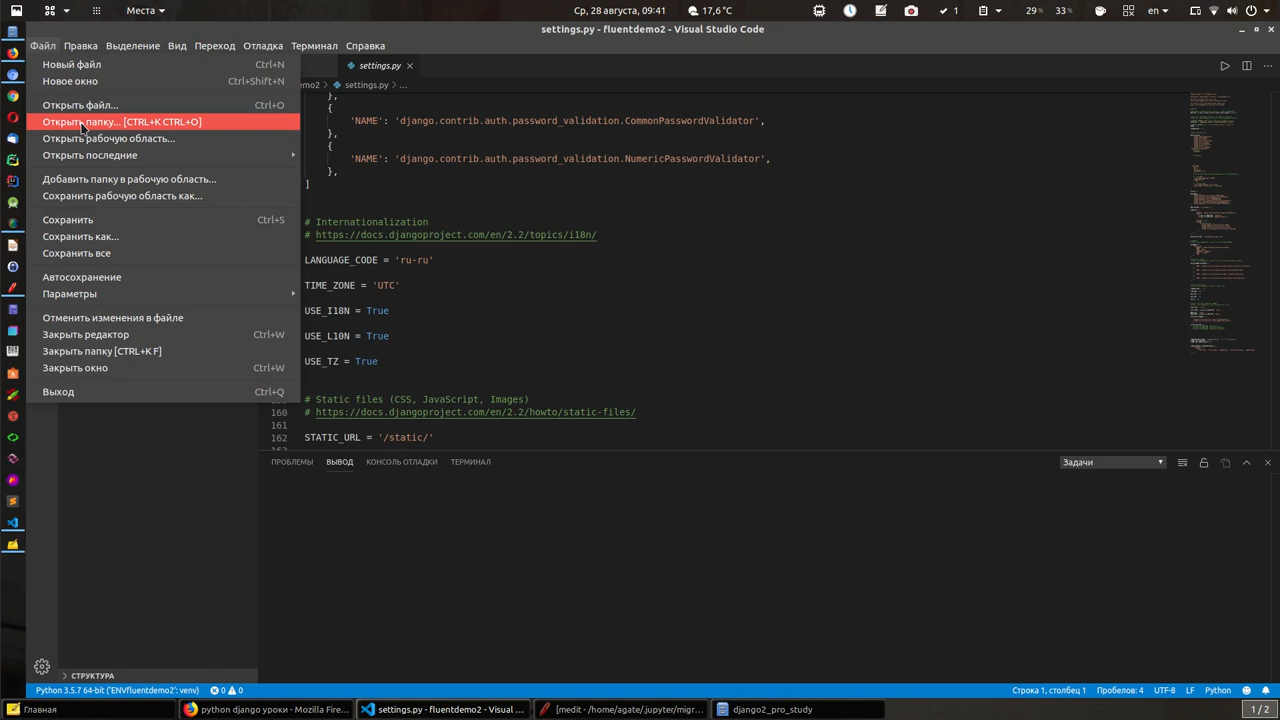 Места
Ср, 28 августа, 09:41
17,6°C
1
29%
33%
en
settings.py - fluentdemo2 - Visual Studio Code
Файл Правка Выделение Вид Переход Отладка Терминал Справка
Новый файл Ctrl+N
Новое окно Ctrl+Shift+N
Открыть файл... Ctrl+O
Открыть папку... [CTRL+K CTRL+O]
Открыть рабочую область...
Открыть последние
Добавить папку в рабочую область...
Сохранить рабочую область как...
Сохранить Ctrl+S
Сохранить как...
Сохранить все
Автосохранение
Параметры
Отменить изменения в файле
Закрыть редактор Ctrl+W
Закрыть папку [CTRL+K F]
Закрыть окно Ctrl+W
Выход Ctrl+Q
settings.py
mo2 > settings.py > ...
},
{
'NAME': 'django.contrib.auth.password_validation.CommonPasswordValidator',
},
{
'NAME': 'django.contrib.auth.password_validation.NumericPasswordValidator',
},
]
# Internationalization
# https://docs.djangoproject.com/en/2.2/topics/i18n/
LANGUAGE_CODE = 'ru-ru'
TIME_ZONE = 'UTC'
USE_I18N = True
USE_L10N = True
USE_TZ = True
# Static files (CSS, JavaScript, Images)
160 # https://docs.djangoproject.com/en/2.2/howto/static-files/
161
162 STATIC_URL = '/static/'
ПРОБЛЕМЫ ВЫВОД КОНСОЛЬ ОТЛАДКИ ТЕРМИНАЛ Задачи
СТРУКТУРА
Python 3.5.7 64-bit ('ENVfluentdemo2': venv) 0 0 Строка 1, столбец 1 Пробелов: 4 UTF-8 LF Python
Главная
python django уроки - Mozilla Fire...
settings.py - fluentdemo2 - Visual ...
[medit - /home/agate/.jupyter/migr...
django2_pro_study
1 / 2